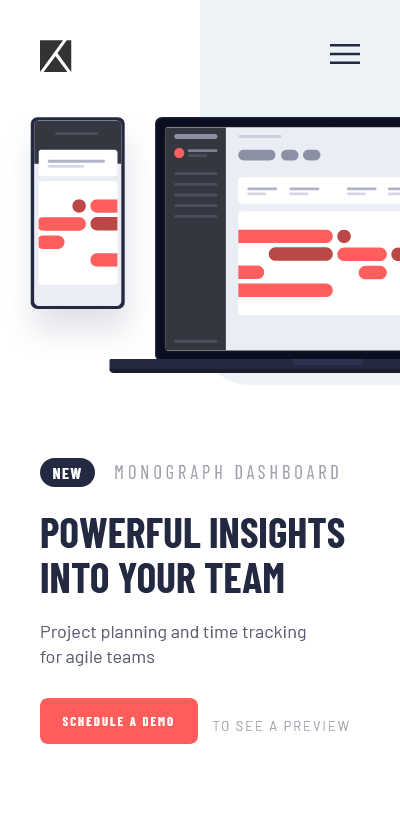 NEW MONOGRAPH DASHBOARD
POWERFUL INSIGHTS
INTO YOUR TEAM
Project planning and time tracking
for agile teams
SCHEDULE A DEMO TO SEE A PREVIEW